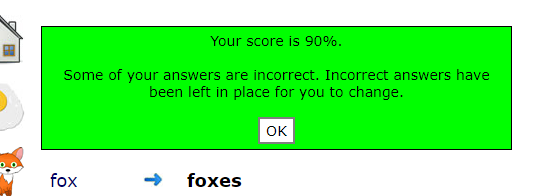 Your score is 90%.
Some of your answers are incorrect. Incorrect answers have
been left in place for you to change.
OK
fox → foxes